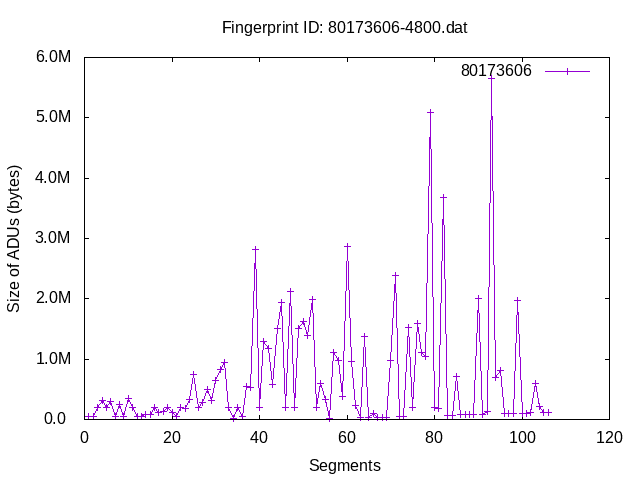 Fingerprint ID: 80173606-4800.dat
80173606
6.0M
5.0M
4.0M
3.0M
2.0M
1.0M
0.0
Size of ADUs (bytes)
0 20 40 60 80 100 120
Segments